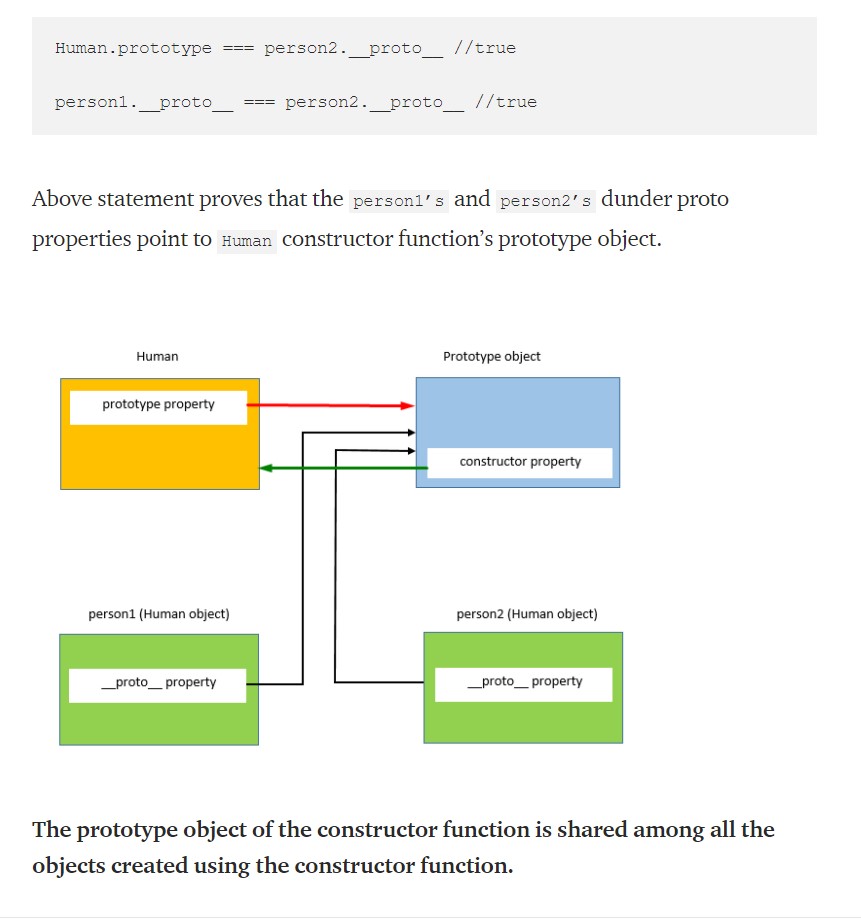 Human.prototype === person2.__proto__ //true
person1.__proto__ === person2.__proto__ //true
Above statement proves that the person1's and person2's dunder proto
properties point to Human constructor function’s prototype object.
Human
Prototype object
prototype property
constructor property
person1 (Human object)
person2 (Human object)
__proto__ property
__proto__ property
The prototype object of the constructor function is shared among all the
objects created using the constructor function.